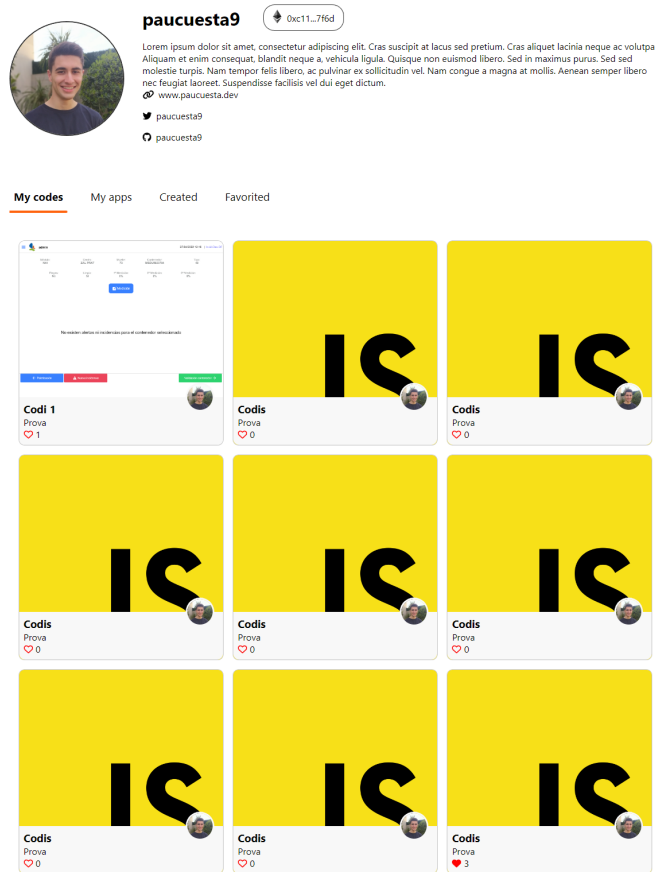 paucuesta9
0xc11...7f6d
Lorem ipsum dolor sit amet, consectetur adipiscing elit. Cras suscipit at lacus sed pretium. Cras aliquet lacinia neque ac volutpa
Aliquam et enim consequat, blandit neque a, vehicula ligula. Quisque non euismod libero. Sed in maximus purus. Sed sed
molestie turpis. Nam tempor felis libero, ac pulvinar ex sollicitudin vel. Nam congue a magna at mollis. Aenean semper libero
nec feugiat laoreet. Suspendisse facilisis vel dui eget dictum.
www.paucuesta.dev
paucuesta9
paucuesta9
My codes My apps Created Favorited
No existen alertas ni incidencias para el contenedor seleccionado
JS JS
Codi 1 Codis Codis
Prova Prova Prova
1 0 0
JS JS JS
Codis Codis Codis
Prova Prova Prova
0 0 0
JS JS JS
Codis Codis Codis
Prova Prova Prova
0 0 3